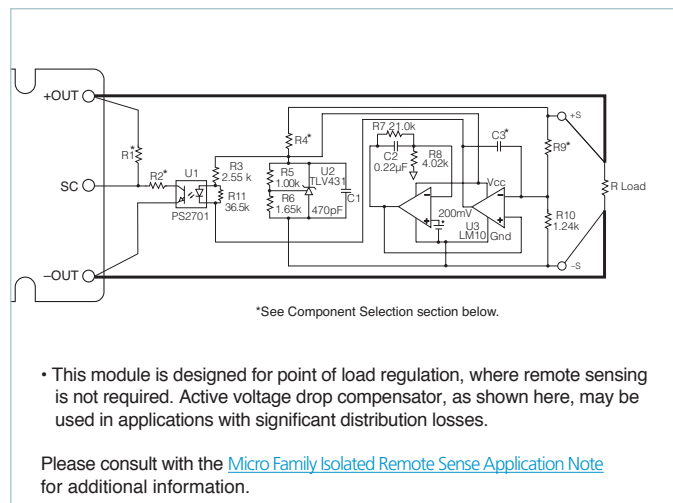 +OUT
SC
–OUT
R1*
R2*
U1
PS2701
R3
2.55 k
R11
36.5k
R4*
R5
1.00k
R6
1.65k
U2
TLV431
470pF
C1
R7 21.0k
C2
0.22µF
R8
4.02k
Vcc
200mV
U3
LM10
Gnd
C3*
R9*
R10
1.24k
+S
–S
R Load
*See Component Selection section below.
• This module is designed for point of load regulation, where remote sensing
is not required. Active voltage drop compensator, as shown here, may be
used in applications with significant distribution losses.
Please consult with the Micro Family Isolated Remote Sense Application Note
for additional information.